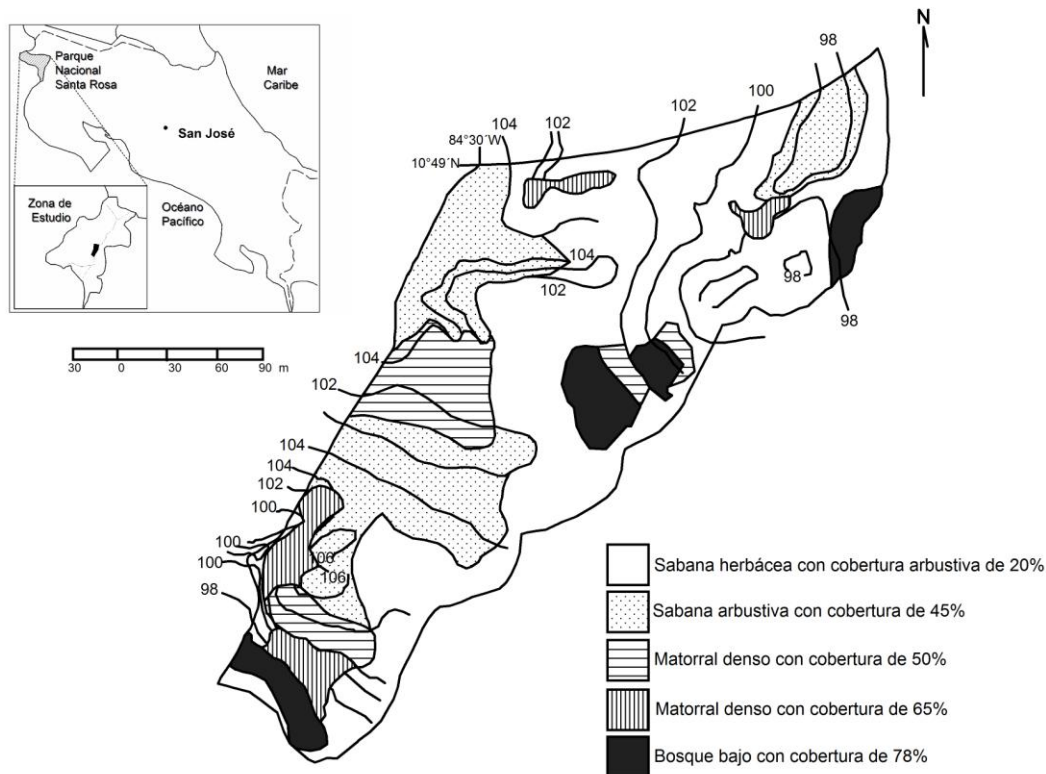 Parque
Nacional
Santa Rosa
Mar
Caribe
San José
Zona de
Estudio
Océano
Pacífico
30 0 30 60 90 m
N
98
100
102
102
104
84°30´W
10°49´N
104
102
98
98
104
102
104
104
102
100
100
100
98
106
106
Sabana herbácea con cobertura arbustiva de 20%
Sabana arbustiva con cobertura de 45%
Matorral denso con cobertura de 50%
Matorral denso con cobertura de 65%
Bosque bajo con cobertura de 78%